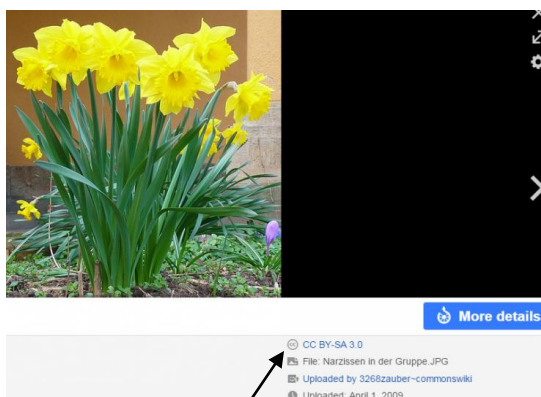 More details
CC BY-SA 3.0
File: Narzissen in der Gruppe.JPG
Uploaded by 3268zauber~commonswiki
Uploaded: April 1, 2009